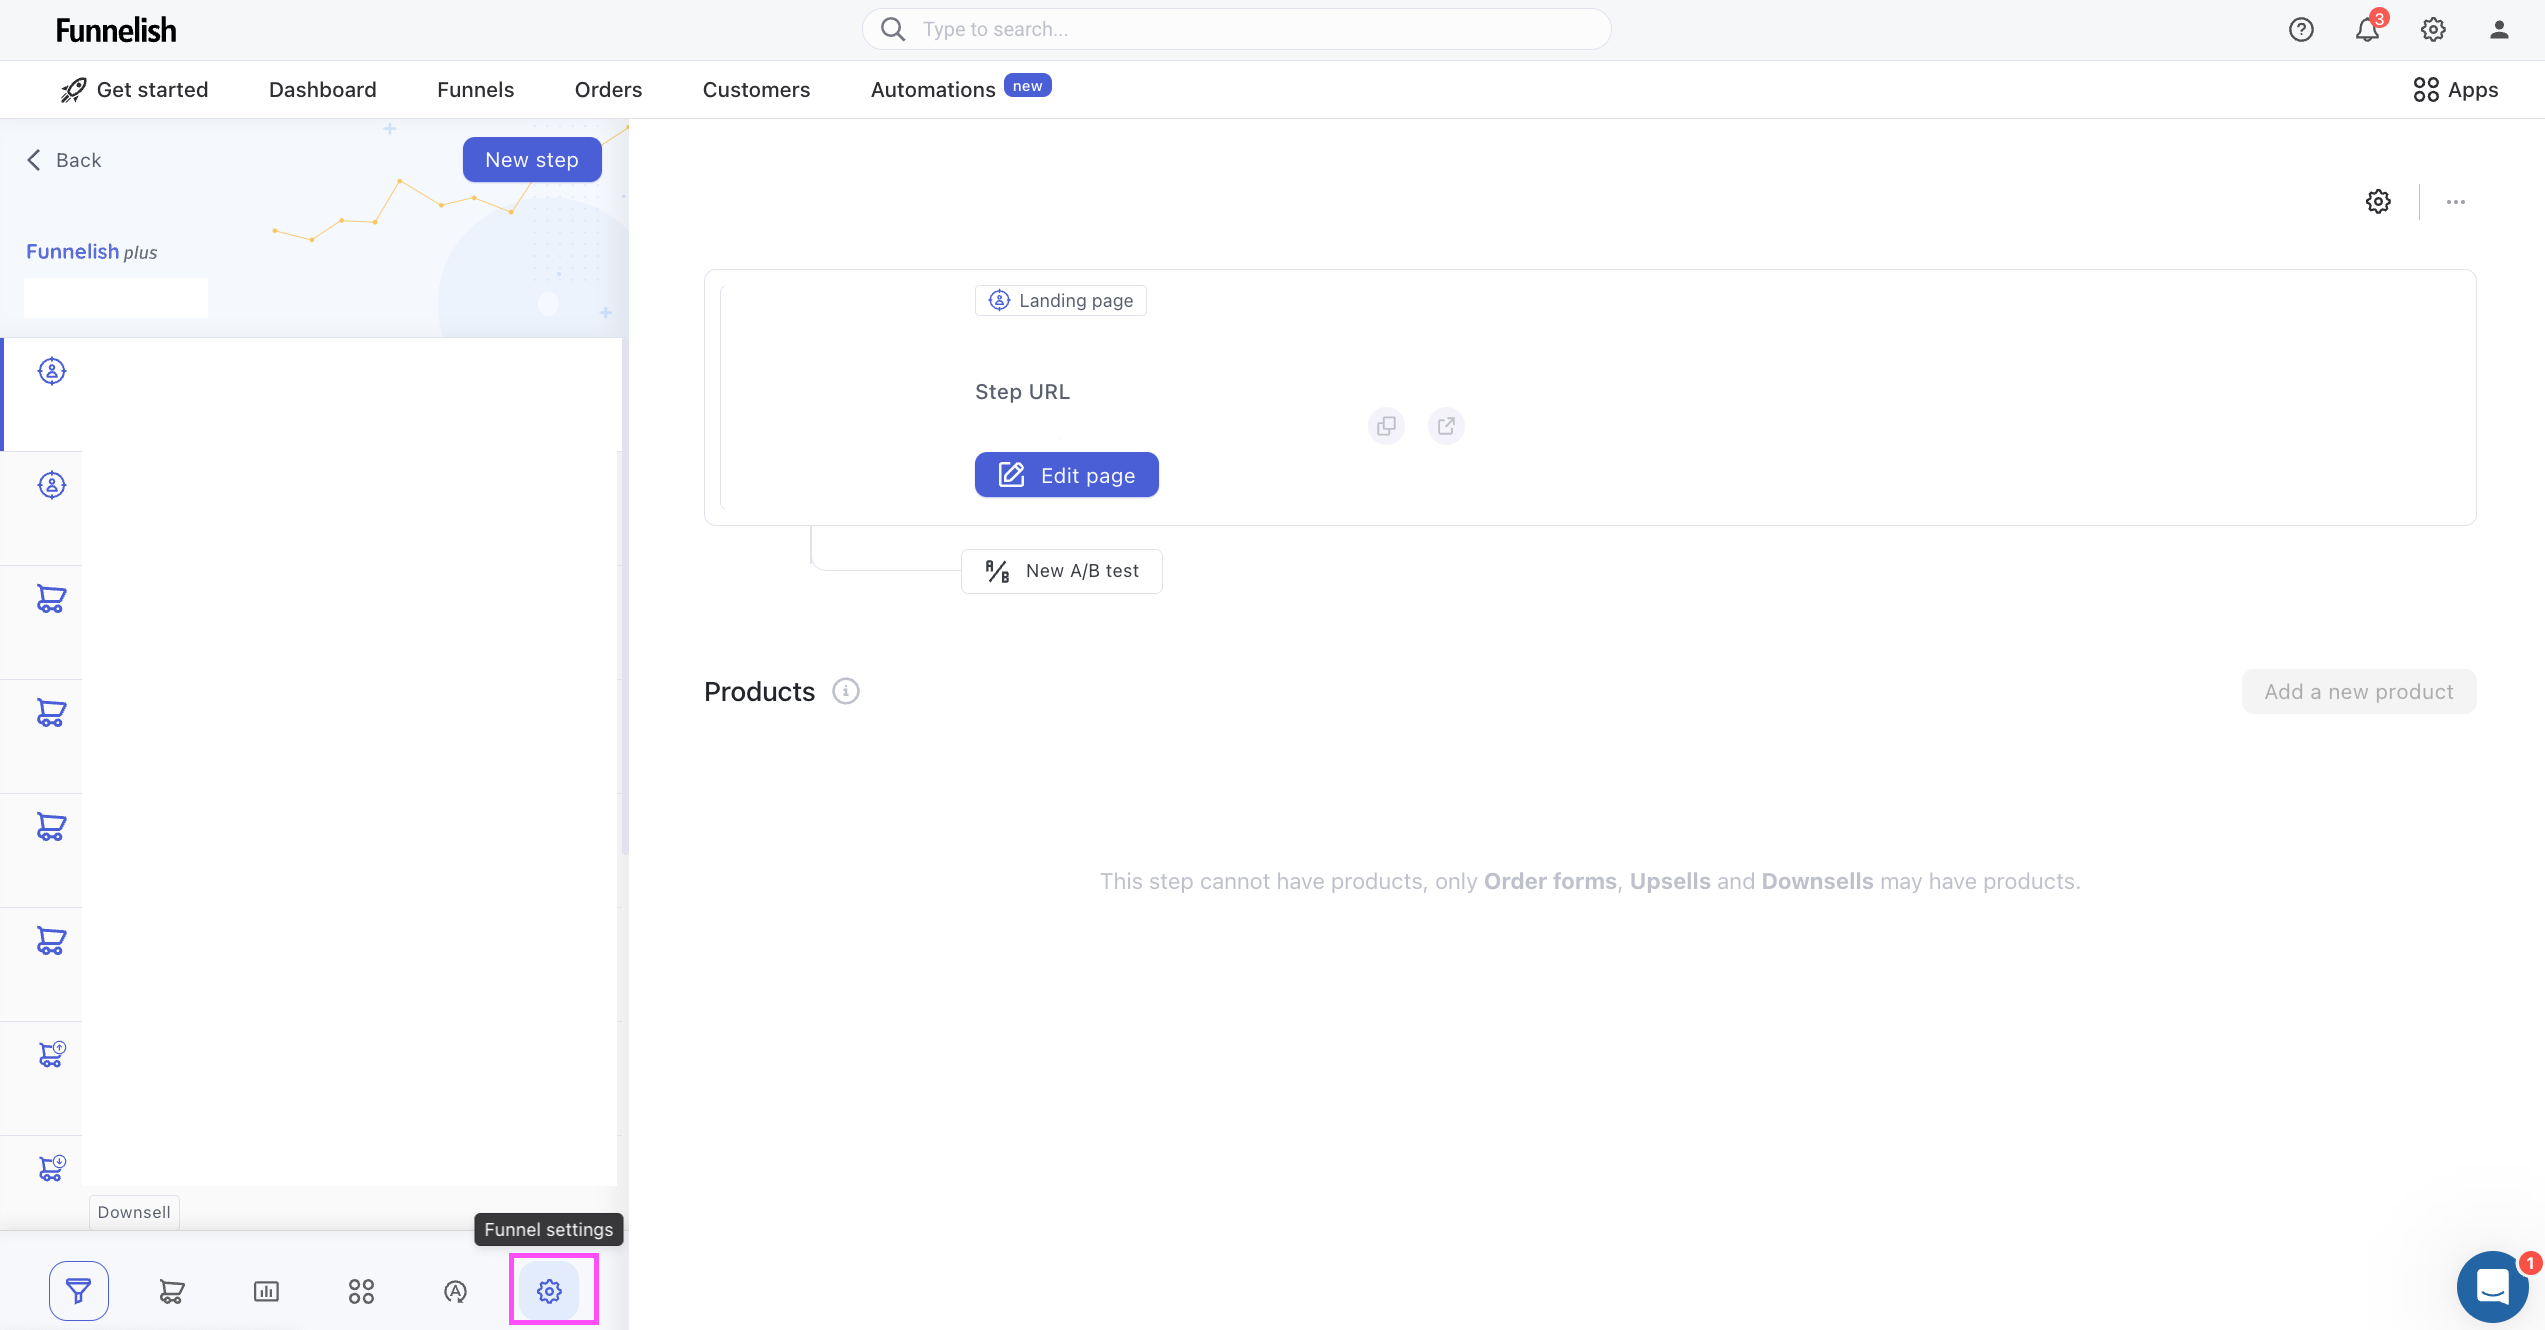 Funnelish
Type to search...
3
Get started
Dashboard
Funnels
Orders
Customers
Automations
new
Apps
Back
New step
Funnelish plus
Landing page
Step URL
Edit page
A/B
New A/B test
Products
Add a new product
This step cannot have products, only Order forms, Upsells and Downsells may have products.
Downsell
Funnel settings
1